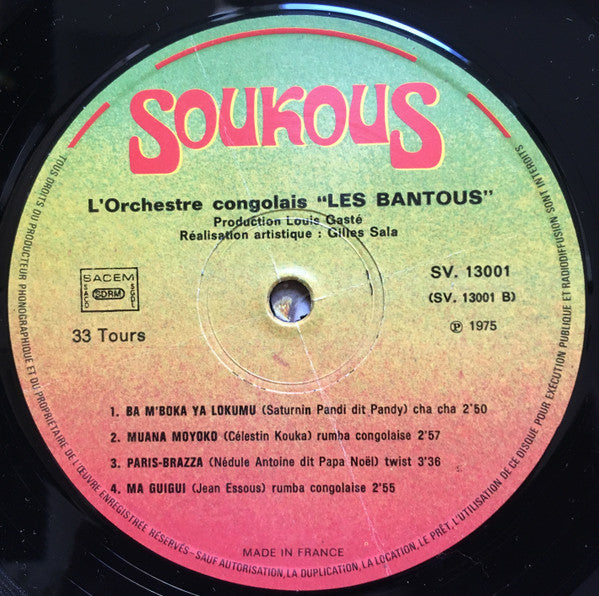 SOUKOUS
L'Orchestre congolais "LES BANTOUS"
Production Louis Gasté
Réalisation artistique : Gilles Sala
SACEM
SACD SDRM SGDL
33 Tours
SV. 13001
(SV. 13001 B)
℗ 1975
1. BA M'BOKA YA LOKUMU (Saturnin Pandi dit Pandy) cha cha 2'50
2. MUANA MOYOKO (Célestin Kouka) rumba congolaise 2'57
3. PARIS-BRAZZA (Nédule Antoine dit Papa Noël) twist 3'36
4. MA GUIGUI (Jean Essous) rumba congolaise 2'55
MADE IN FRANCE
TOUS DROITS DU PRODUCTEUR PHONOGRAPHIQUE ET DU PROPRIÉTAIRE DE L'ŒUVRE ENREGISTRÉE RÉSERVÉS - SAUF AUTORISATION, LA DUPLICATION, LA LOCATION, LE PRÊT, L'UTILISATION DE CE DISQUE POUR EXÉCUTION PUBLIQUE ET RADIODIFFUSION SONT INTERDITS